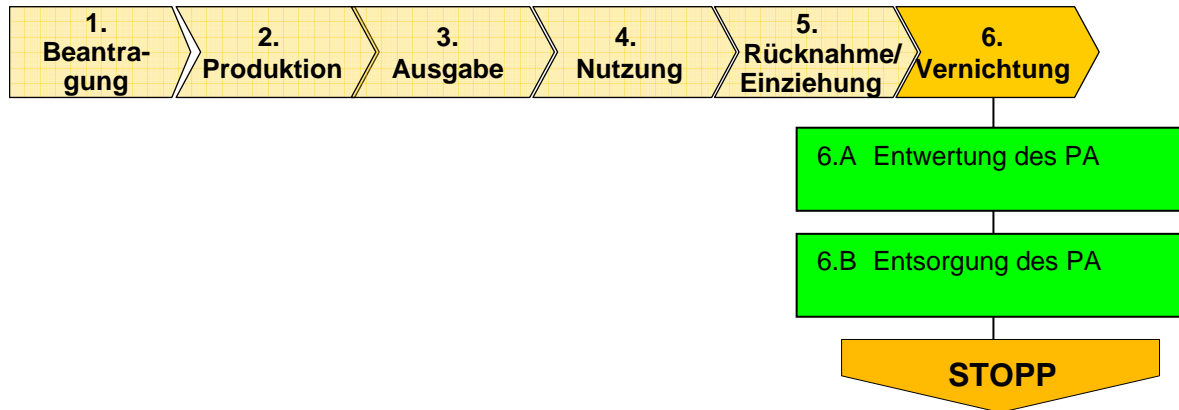 1.
Beantra-
gung
2.
Produktion
3.
Ausgabe
4.
Nutzung
5.
Rücknahme/
Einziehung
6.
Vernichtung
6.A Entwertung des PA
6.B Entsorgung des PA
STOPP